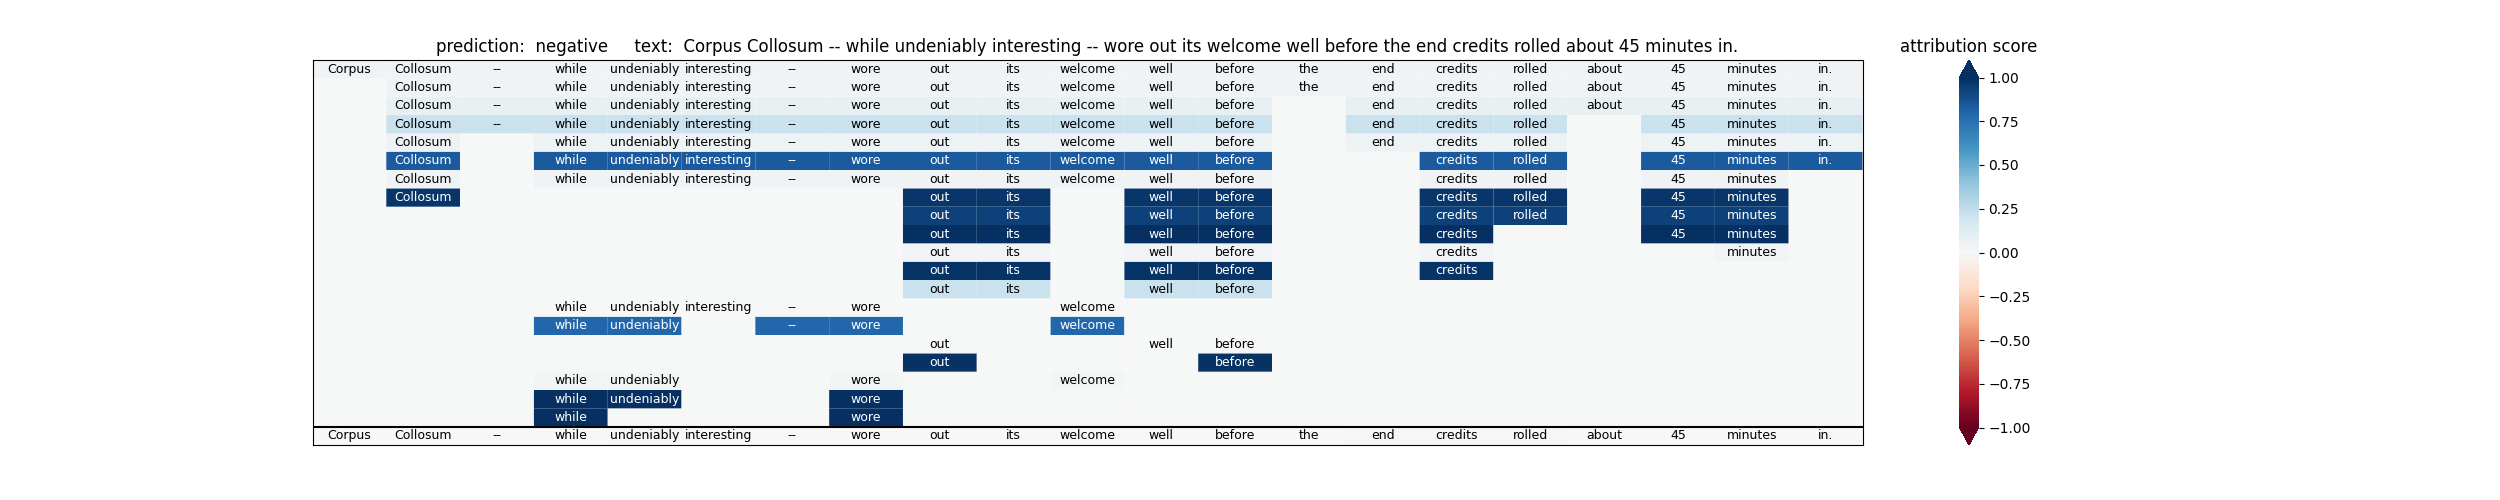 prediction:  negative     text:  Corpus Collosum -- while undeniably interesting -- wore out its welcome well before the end credits rolled about 45 minutes in.
attribution score
Corpus Collosum -- while undeniably interesting -- wore out its welcome well before the end credits rolled about 45 minutes in.
Collosum -- while undeniably interesting -- wore out its welcome well before the end credits rolled about 45 minutes in.
Collosum -- while undeniably interesting -- wore out its welcome well before end credits rolled about 45 minutes in.
Collosum -- while undeniably interesting -- wore out its welcome well before end credits rolled 45 minutes in.
Collosum while undeniably interesting -- wore out its welcome well before end credits rolled 45 minutes in.
Collosum while undeniably interesting -- wore out its welcome well before credits rolled 45 minutes in.
Collosum while undeniably interesting -- wore out its welcome well before credits rolled 45 minutes
Collosum out its well before credits rolled 45 minutes
out its well before credits rolled 45 minutes
out its well before credits 45 minutes
out its well before credits minutes
out its well before credits
out its well before
while undeniably interesting -- wore welcome
while undeniably -- wore welcome
out well before
out before
while undeniably wore welcome
while undeniably wore
while wore
Corpus Collosum -- while undeniably interesting -- wore out its welcome well before the end credits rolled about 45 minutes in.
1.00
0.75
0.50
0.25
0.00
−0.25
−0.50
−0.75
−1.00